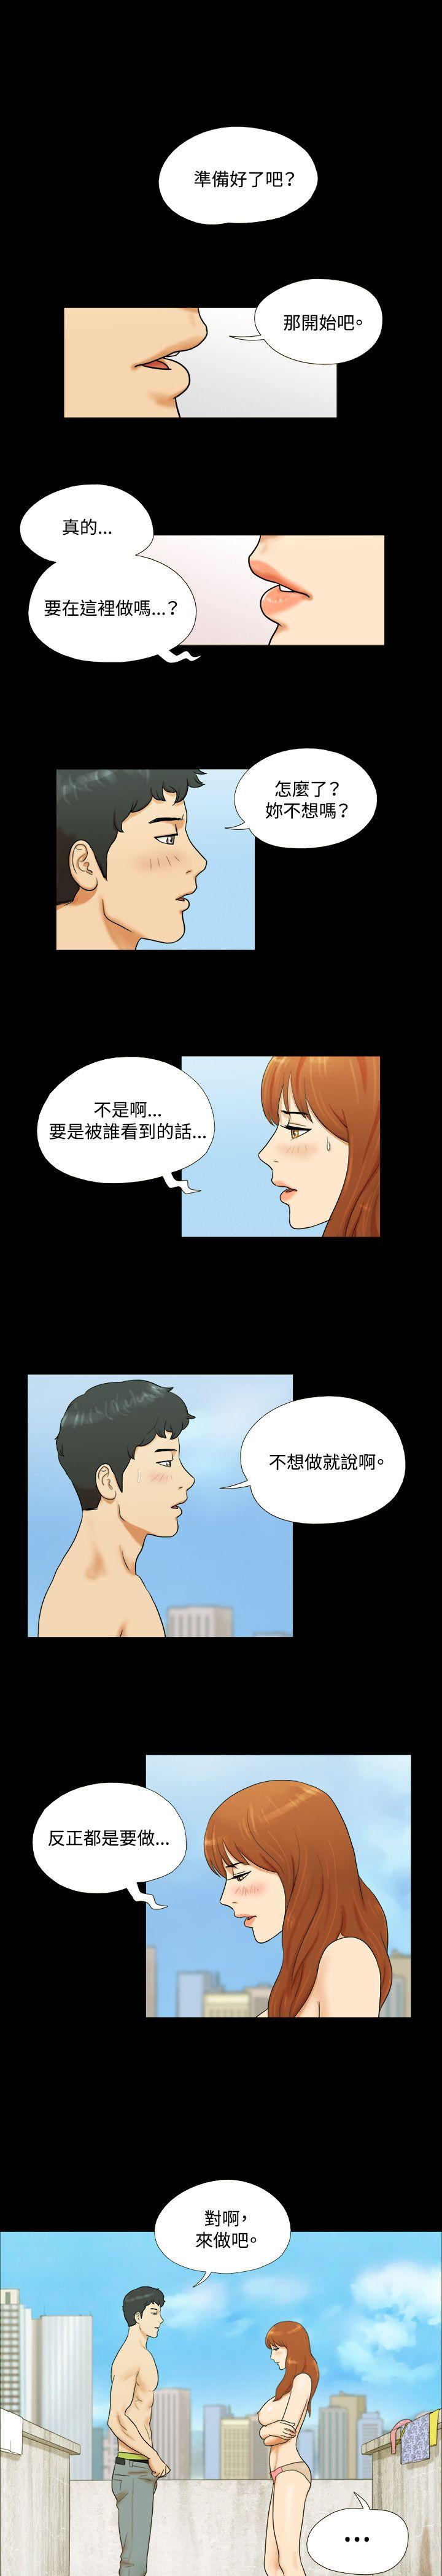 準備好了吧？
那開始吧。
真的...
要在這裡做嗎...？
怎麼了？
妳不想嗎？
不是啊...
要是被誰看到的話...
不想做就說啊。
反正都是要做...
對啊，
來做吧。
...